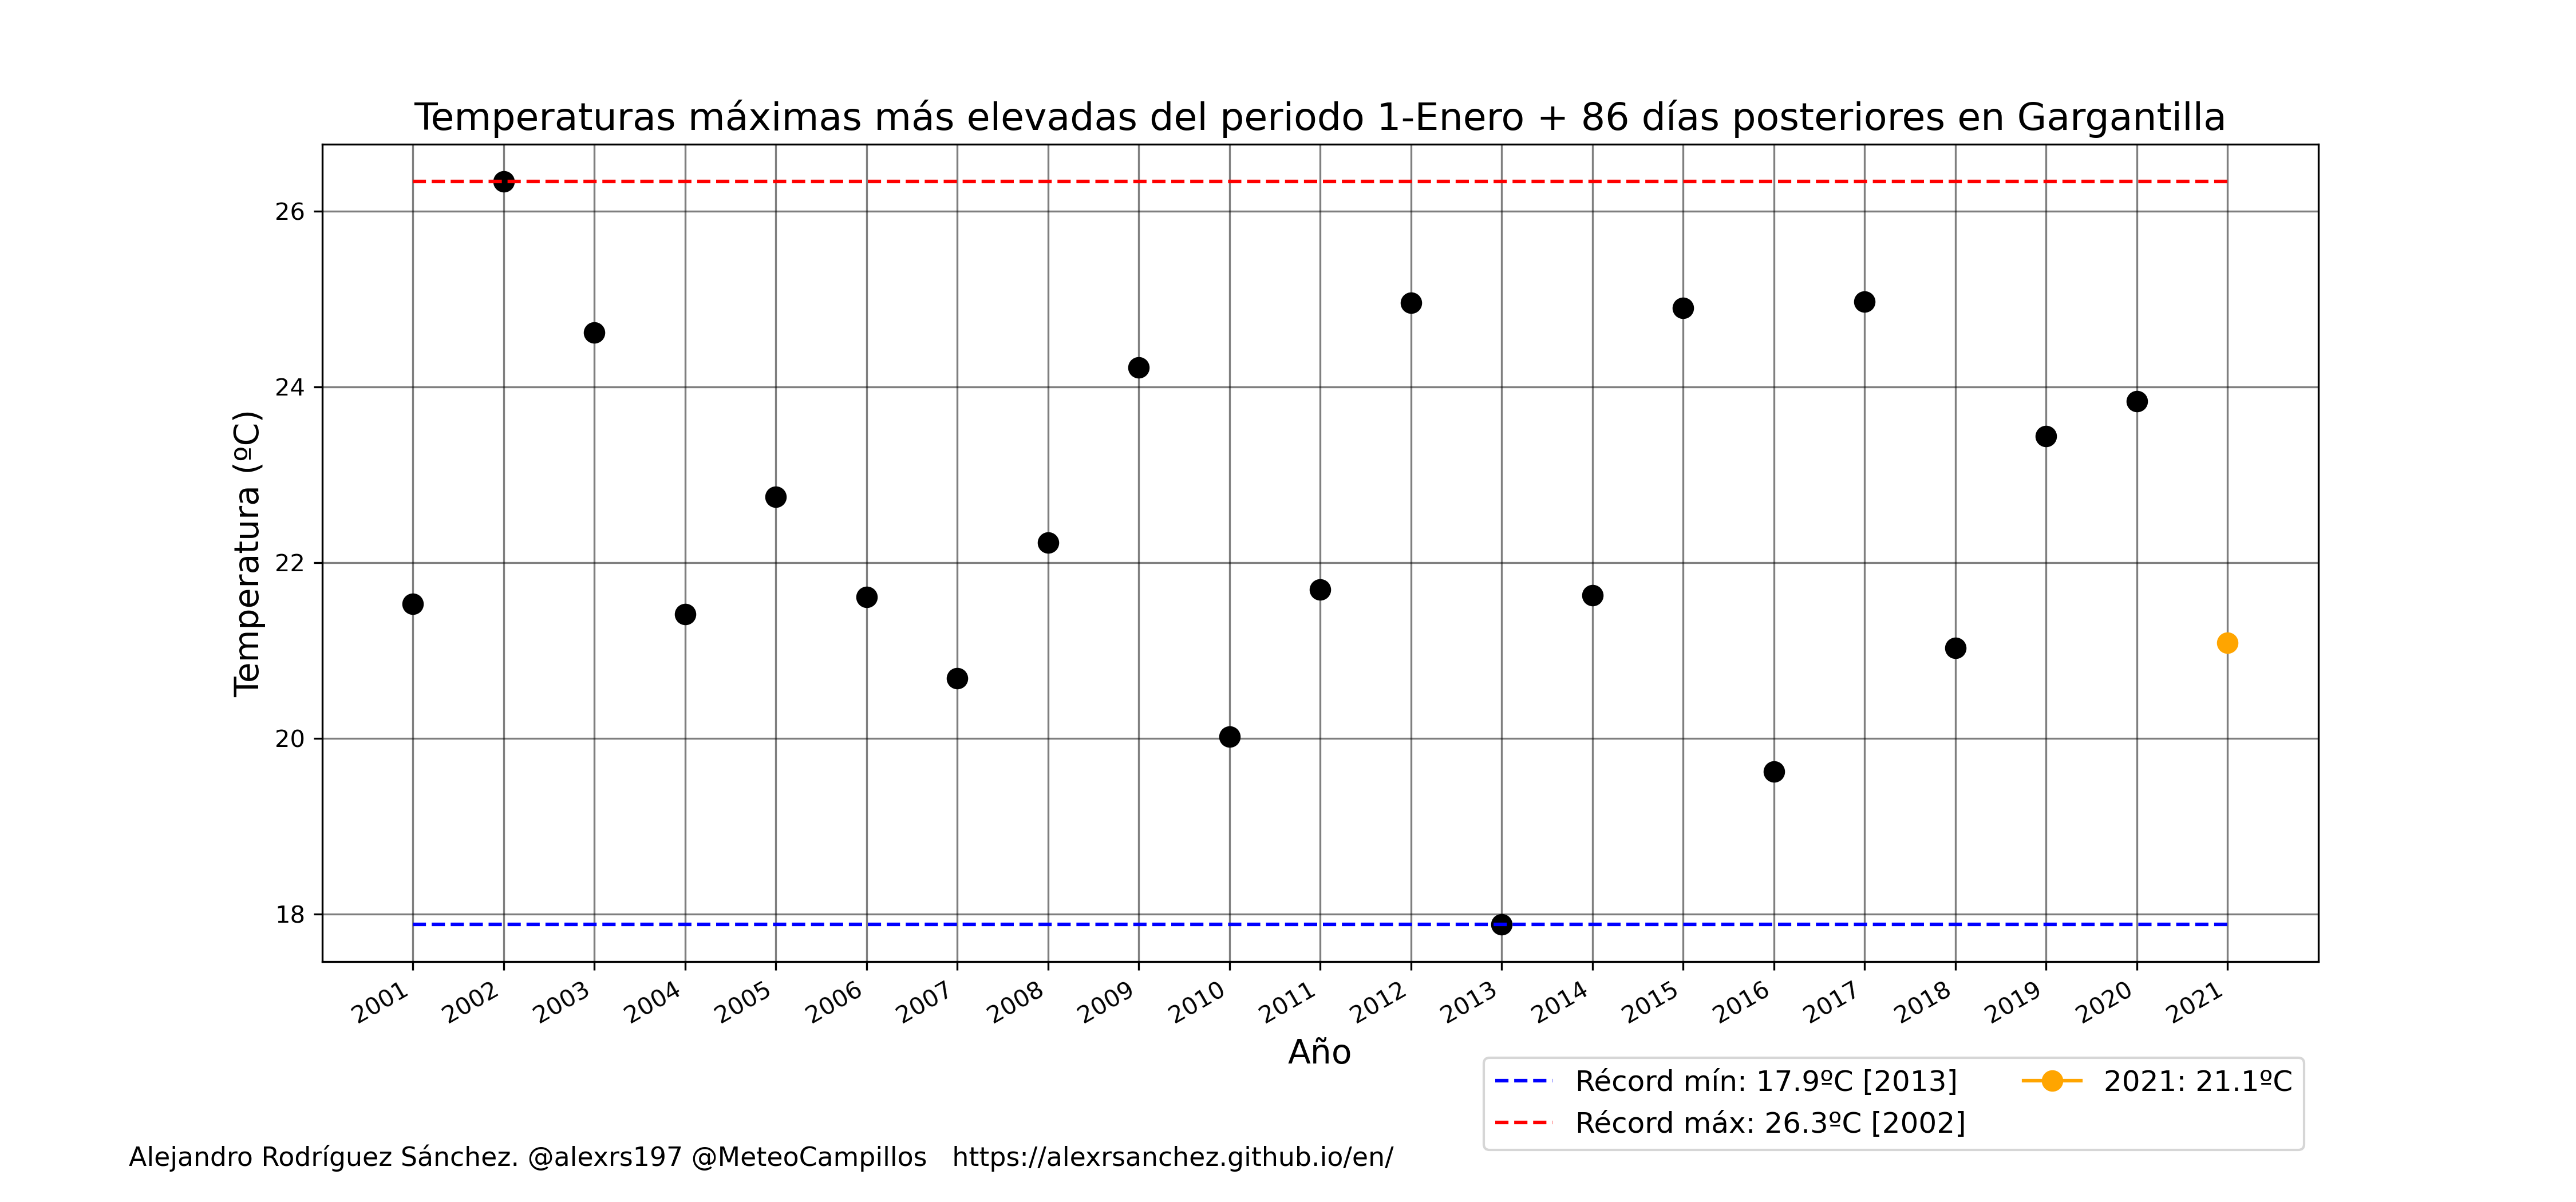 Temperaturas máximas más elevadas del periodo 1-Enero + 86 días posteriores en Gargantilla
Temperatura (ºC)
26
24
22
20
18
2001 2002 2003 2004 2005 2006 2007 2008 2009 2010 2011 2012 2013 2014 2015 2016 2017 2018 2019 2020 2021
Año
Récord mín: 17.9ºC [2013]
Récord máx: 26.3ºC [2002]
2021: 21.1ºC
Alejandro Rodríguez Sánchez. @alexrs197 @MeteoCampillos https://alexrsanchez.github.io/en/